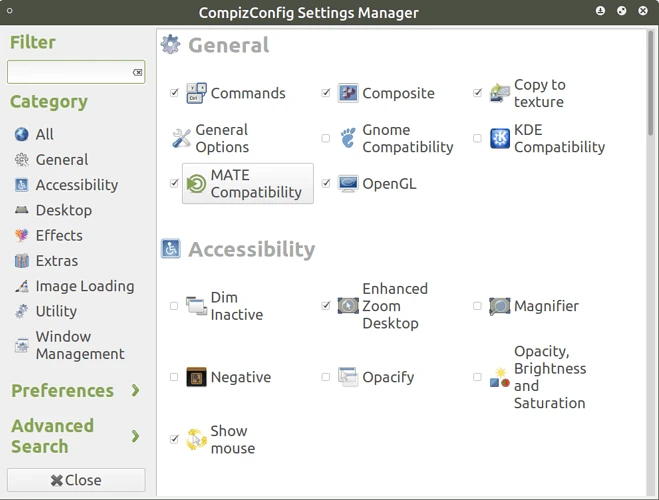 CompizConfig Settings Manager
Filter
Category
All
General
Accessibility
Desktop
Effects
Extras
Image Loading
Utility
Window
Management
Preferences
Advanced
Search
Close
General
Commands
Composite
Copy to
texture
General
Options
Gnome
Compatibility
KDE
Compatibility
MATE
Compatibility
OpenGL
Accessibility
Dim
Inactive
Enhanced
Zoom
Desktop
Magnifier
Negative
Opacify
Opacity,
Brightness
and
Saturation
Show
mouse